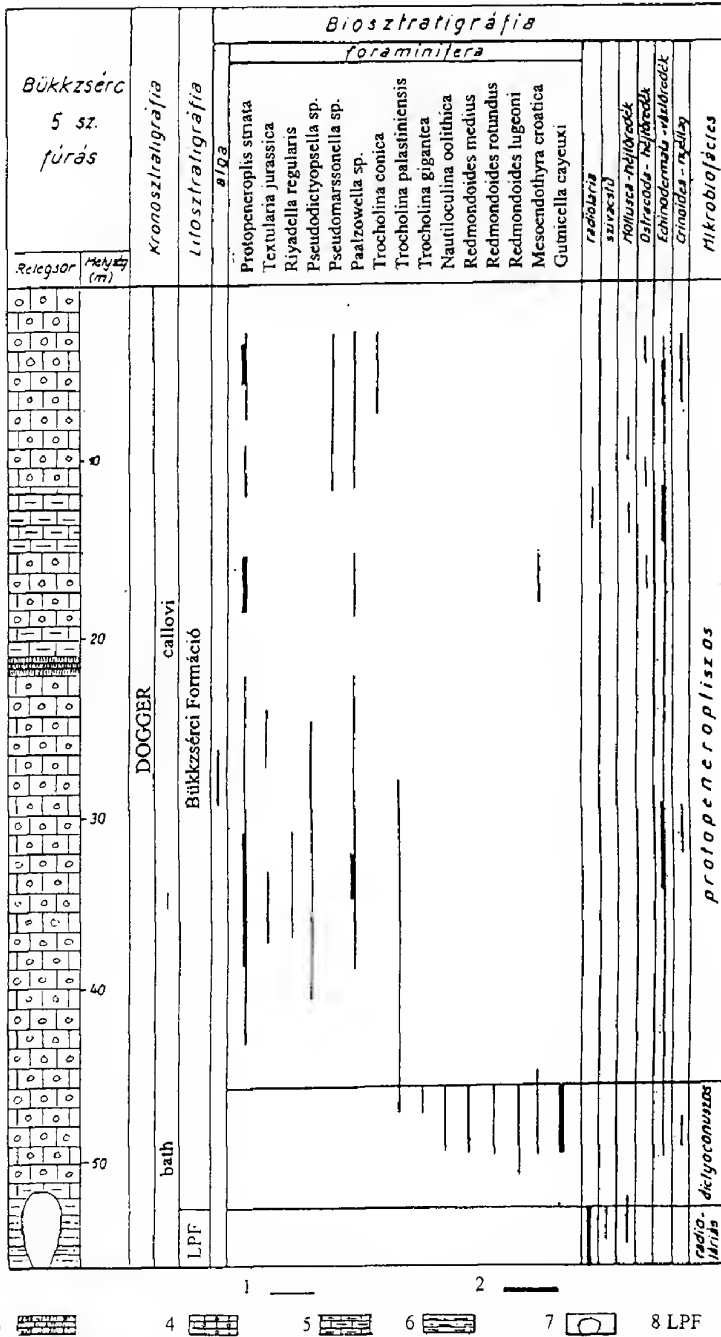 Biosztratigráfia
foraminifera
Bükkzsérc
5 sz.
fúrás
Rétegsor
Mélység
(m)
Kronosztratigráfia
Litosztratigráfia
alga
Protopeneroplis striata
Textularia jurassica
Riyadella regularis
Pseudodictyopsella sp.
Pseudomarssonella sp.
Paalzowella sp.
Trocholina conica
Trocholina palastiniensis
Trocholina gigantea
Nautiloculina oolithica
Redmondoides medius
Redmondoides rotundus
Redmondoides lugeoni
Mesoendothyra croatica
Gutnicella cayeuxi
radiolaria
szivacstű
Mollusca-héjtöredék
Ostracoda-héjtöredék
Echinodermata-váztöredék
Crinoidea-nyéltag
Mikrobiofácies
10
20
30
40
50
DOGGER
callovi
—
bath
Bükkzsérci Formáció
LPF
protopeneropliszos
dictyoconuszos
radio-
láriás
1
2
4
5
6
7
8 LPF